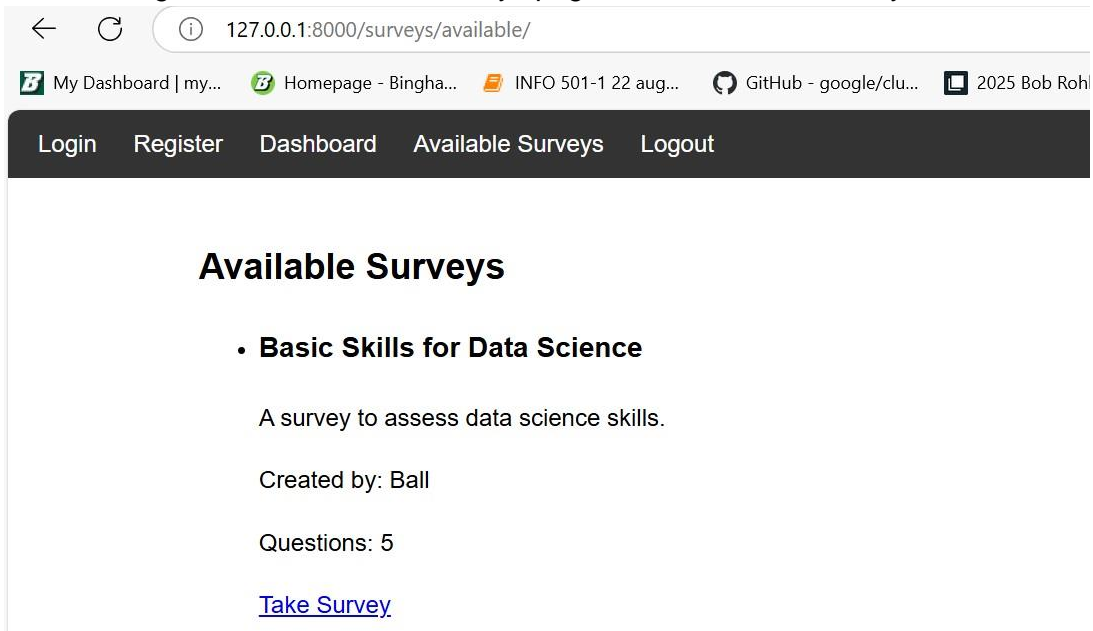 127.0.0.1:8000/surveys/available/
My Dashboard | my... Homepage - Bingha... INFO 501-1 22 aug... GitHub - google/clu... 2025 Bob
Login Register Dashboard Available Surveys Logout
Available Surveys
• Basic Skills for Data Science
A survey to assess data science skills.
Created by: Ball
Questions: 5
Take Survey